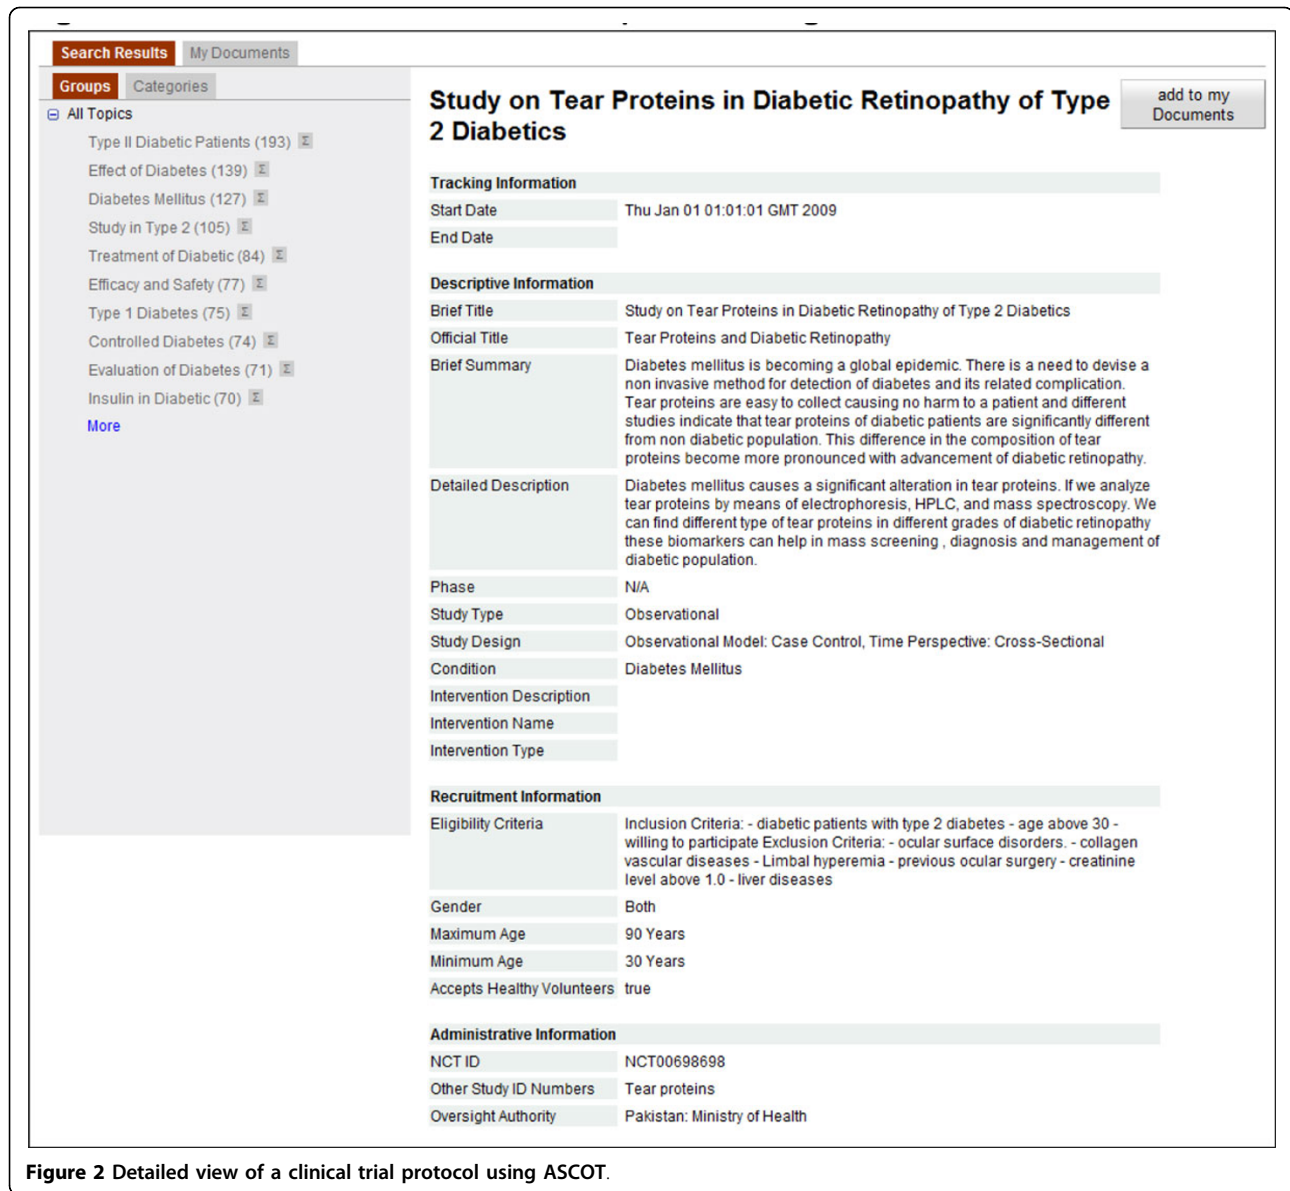 Search Results My Documents
Groups Categories
All Topics
Type II Diabetic Patients (193) Σ
Effect of Diabetes (139) Σ
Diabetes Mellitus (127) Σ
Study in Type 2 (105) Σ
Treatment of Diabetic (84) Σ
Efficacy and Safety (77) Σ
Type 1 Diabetes (75) Σ
Controlled Diabetes (74) Σ
Evaluation of Diabetes (71) Σ
Insulin in Diabetic (70) Σ
More
Study on Tear Proteins in Diabetic Retinopathy of Type
2 Diabetics
add to my
Documents
Tracking Information
Start Date Thu Jan 01 01:01:01 GMT 2009
End Date
Descriptive Information
Brief Title Study on Tear Proteins in Diabetic Retinopathy of Type 2 Diabetics
Official Title Tear Proteins and Diabetic Retinopathy
Brief Summary Diabetes mellitus is becoming a global epidemic. There is a need to devise a
non invasive method for detection of diabetes and its related complication.
Tear proteins are easy to collect causing no harm to a patient and different
studies indicate that tear proteins of diabetic patients are significantly different
from non diabetic population. This difference in the composition of tear
proteins become more pronounced with advancement of diabetic retinopathy.
Detailed Description Diabetes mellitus causes a significant alteration in tear proteins. If we analyze
tear proteins by means of electrophoresis, HPLC, and mass spectroscopy. We
can find different type of tear proteins in different grades of diabetic retinopathy
these biomarkers can help in mass screening , diagnosis and management of
diabetic population.
Phase N/A
Study Type Observational
Study Design Observational Model: Case Control, Time Perspective: Cross-Sectional
Condition Diabetes Mellitus
Intervention Description
Intervention Name
Intervention Type
Recruitment Information
Eligibility Criteria Inclusion Criteria: - diabetic patients with type 2 diabetes - age above 30 -
willing to participate Exclusion Criteria: - ocular surface disorders. - collagen
vascular diseases - Limbal hyperemia - previous ocular surgery - creatinine
level above 1.0 - liver diseases
Gender Both
Maximum Age 90 Years
Minimum Age 30 Years
Accepts Healthy Volunteers true
Administrative Information
NCT ID NCT00698698
Other Study ID Numbers Tear proteins
Oversight Authority Pakistan: Ministry of Health
Figure 2 Detailed view of a clinical trial protocol using ASCOT.